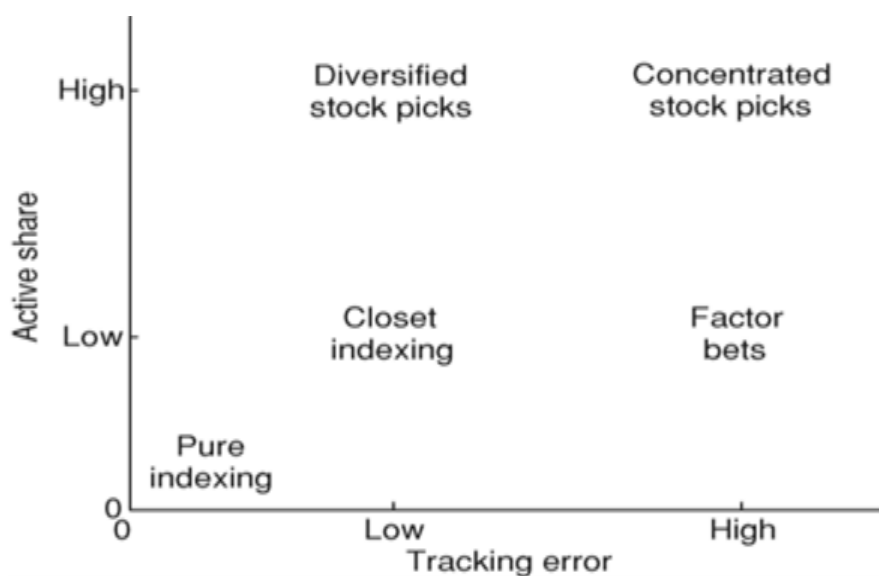 High
Diversified
stock picks
Concentrated
stock picks
Active share
Low
Closet
indexing
Factor
bets
Pure
indexing
0
0
Low
High
Tracking error